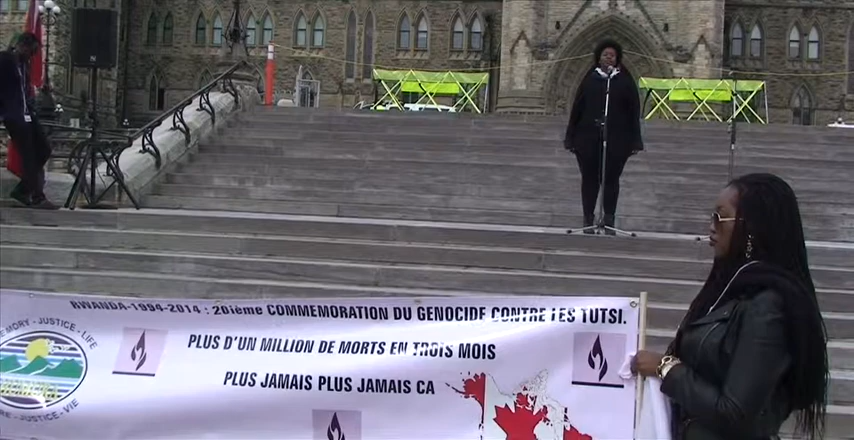 RWANDA-1994-2014 : 20ième COMMEMORATION DU GENOCIDE CONTRE LES TUTSI.
PLUS D'UN MILLION DE MORTS EN TROIS MOIS
PLUS JAMAIS PLUS JAMAIS CA
MEMORY - JUSTICE - LIFE
JUSTICE - VIE